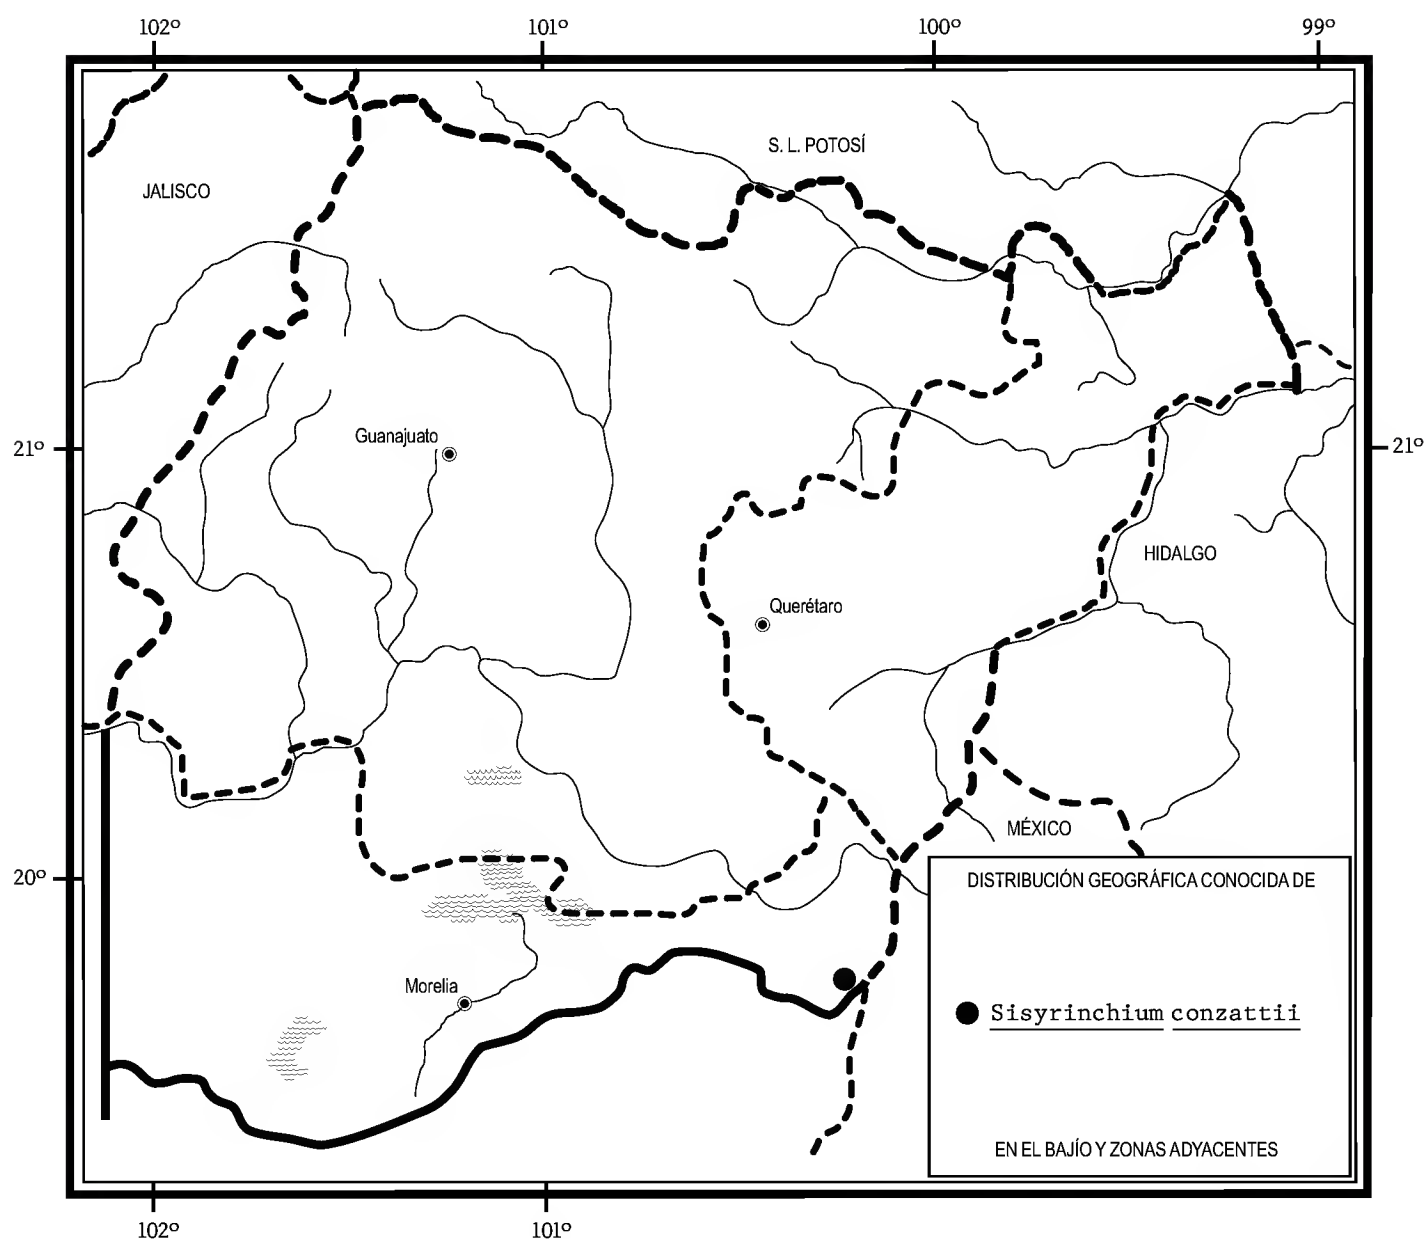 102º 101º 100º 99º
S. L. POTOSÍ
JALISCO
Guanajuato
21º 21º
HIDALGO
Querétaro
MÉXICO
20º
DISTRIBUCIÓN GEOGRÁFICA CONOCIDA DE
Morelia
Sisyrinchium conzattii
EN EL BAJÍO Y ZONAS ADYACENTES
102º 101º